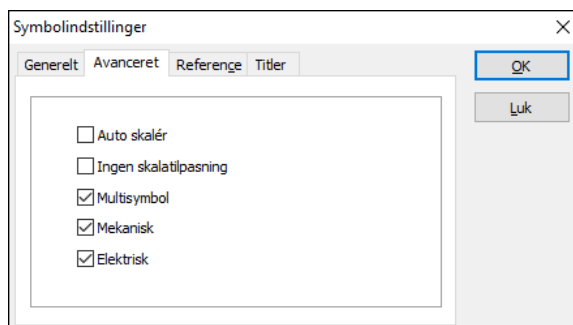 Symbolindstillinger
Generelt Avanceret Reference Titler
OK
Luk
Auto skalér
Ingen skalatilpasning
Multisymbol
Mekanisk
Elektrisk